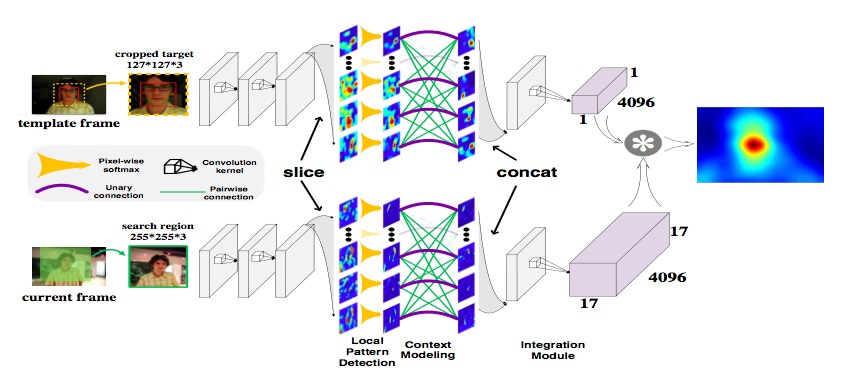 cropped target
127*127*3
template frame
1
4096
1
*
Pixel-wise
softmax
Convolution
kernel
Unary
connection
Pairwise
connection
slice
concat
search region
255*255*3
current frame
17
4096
17
Local
Pattern
Detection
Context
Modeling
Integration
Module